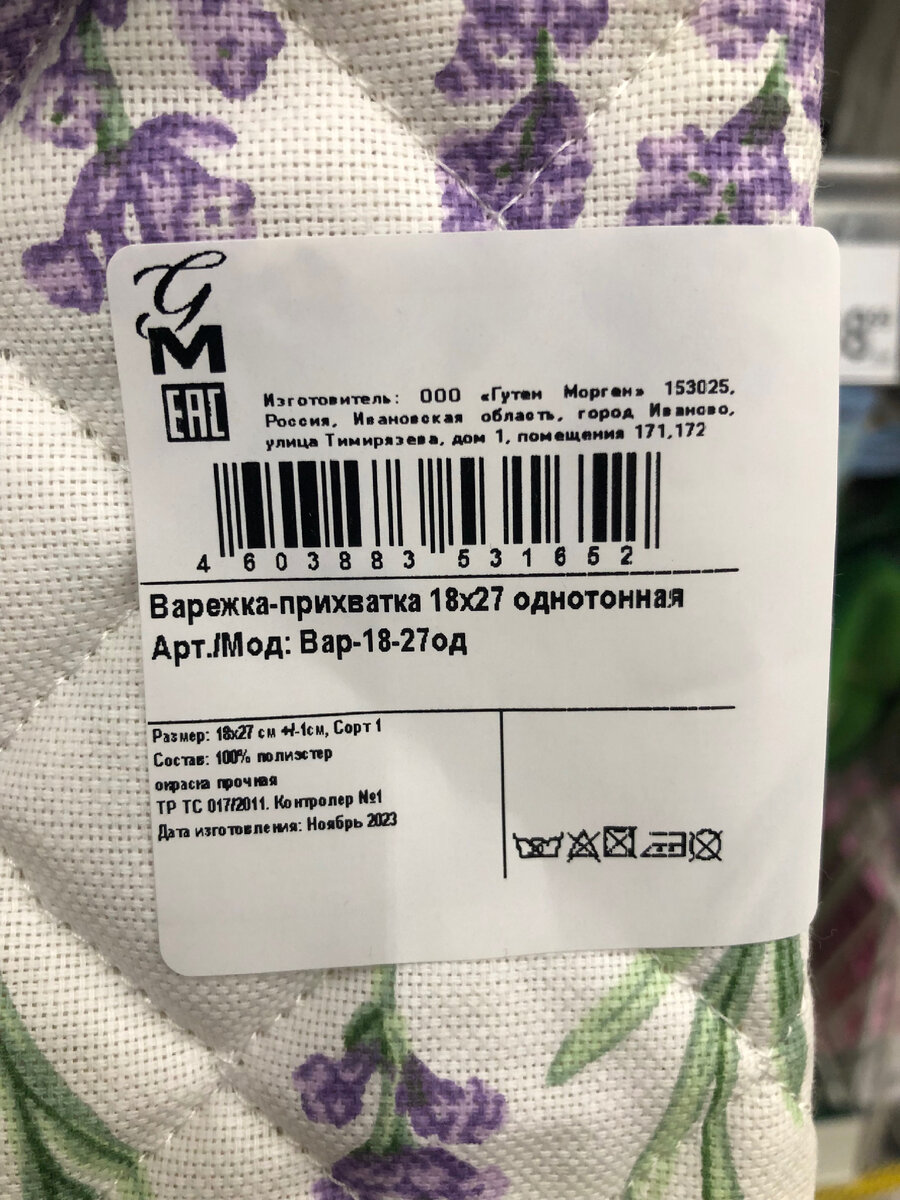 GM
EAC
Изготовитель: ООО «Гутен Морген» 153025,
Россия, Ивановская область, город Иваново,
улица Тимирязева, дом 1, помещения 171,172
4 603883 531652
Варежка-прихватка 18х27 однотонная
Арт./Мод: Вар-18-27од
Размер: 18х27 см +/-1см, Сорт 1
Состав: 100% полиэстер
окраска прочная
ТР ТС 017/2011. Контролер №1
Дата изготовления: Ноябрь 2023